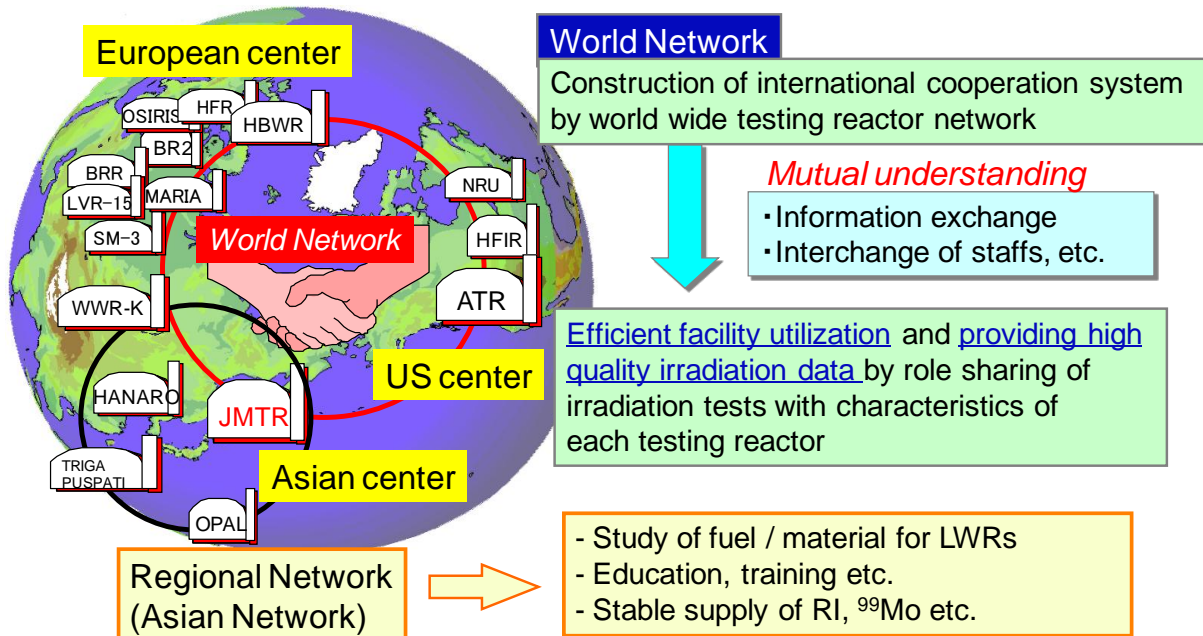 European center
OSIRIS
HFR
HBWR
BR2
BRR
LVR-15
MARIA
SM-3
WWR-K
NRU
HFIR
ATR
World Network
US center
HANARO
JMTR
TRIGA
PUSPATI
Asian center
OPAL
Regional Network
(Asian Network)
World Network
Construction of international cooperation system
by world wide testing reactor network
Mutual understanding
・Information exchange
・Interchange of staffs, etc.
Efficient facility utilization and providing high
quality irradiation data by role sharing of
irradiation tests with characteristics of
each testing reactor
- Study of fuel / material for LWRs
- Education, training etc.
- Stable supply of RI, ⁹⁹Mo etc.